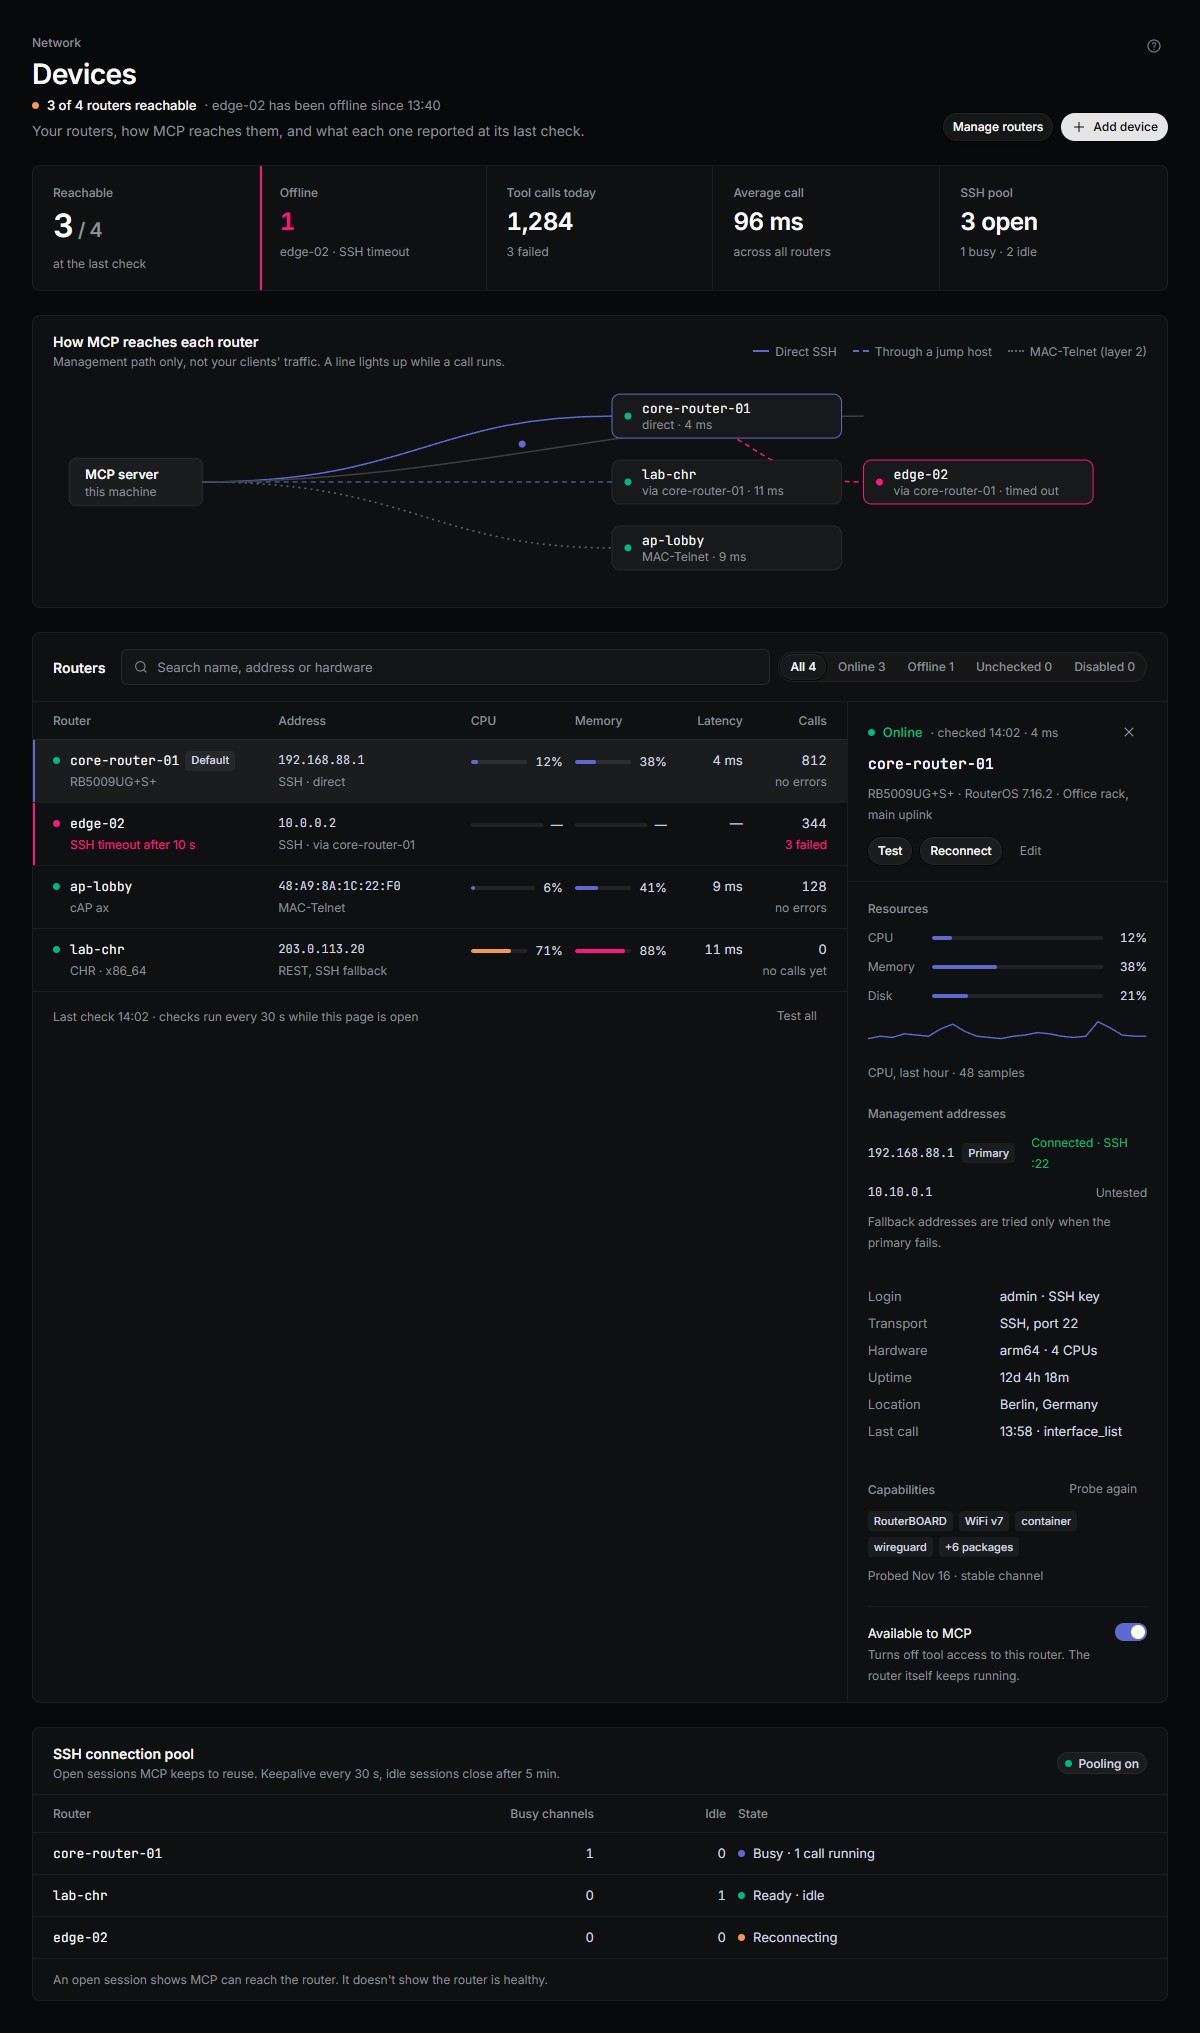 Network
Devices
3 of 4 routers reachable · edge-02 has been offline since 13:40
Your routers, how MCP reaches them, and what each one reported at its last check.
Manage routers
Add device
Reachable
3 / 4
at the last check
Offline
1
edge-02 · SSH timeout
Tool calls today
1,284
3 failed
Average call
96 ms
across all routers
SSH pool
3 open
1 busy · 2 idle
How MCP reaches each router
Management path only, not your clients' traffic. A line lights up while a call runs.
Direct SSH
Through a jump host
MAC-Telnet (layer 2)
MCP server
this machine
core-router-01
direct · 4 ms
lab-chr
via core-router-01 · 11 ms
edge-02
via core-router-01 · timed out
ap-lobby
MAC-Telnet · 9 ms
Routers
Search name, address or hardware
All 4
Online 3
Offline 1
Unchecked 0
Disabled 0
Router Address CPU Memory Latency Calls
core-router-01 Default 192.168.88.1 12% 38% 4 ms 812
RB5009UG+S+ SSH · direct no errors
edge-02 10.0.0.2 — — — 344
SSH timeout after 10 s SSH · via core-router-01 3 failed
ap-lobby 48:A9:8A:1C:22:F0 6% 41% 9 ms 128
cAP ax MAC-Telnet no errors
lab-chr 203.0.113.20 71% 88% 11 ms 0
CHR · x86_64 REST, SSH fallback no calls yet
Last check 14:02 · checks run every 30 s while this page is open
Test all
Online · checked 14:02 · 4 ms
core-router-01
RB5009UG+S+ · RouterOS 7.16.2 · Office rack,
main uplink
Test
Reconnect
Edit
Resources
CPU 12%
Memory 38%
Disk 21%
CPU, last hour · 48 samples
Management addresses
192.168.88.1 Primary
Connected · SSH
:22
10.10.0.1 Untested
Fallback addresses are tried only when the
primary fails.
Login admin · SSH key
Transport SSH, port 22
Hardware arm64 · 4 CPUs
Uptime 12d 4h 18m
Location Berlin, Germany
Last call 13:58 · interface_list
Capabilities Probe again
RouterBOARD WiFi v7 container
wireguard +6 packages
Probed Nov 16 · stable channel
Available to MCP
Turns off tool access to this router. The
router itself keeps running.
SSH connection pool
Open sessions MCP keeps to reuse. Keepalive every 30 s, idle sessions close after 5 min.
Pooling on
Router Busy channels Idle State
core-router-01 1 0 Busy · 1 call running
lab-chr 0 1 Ready · idle
edge-02 0 0 Reconnecting
An open session shows MCP can reach the router. It doesn't show the router is healthy.